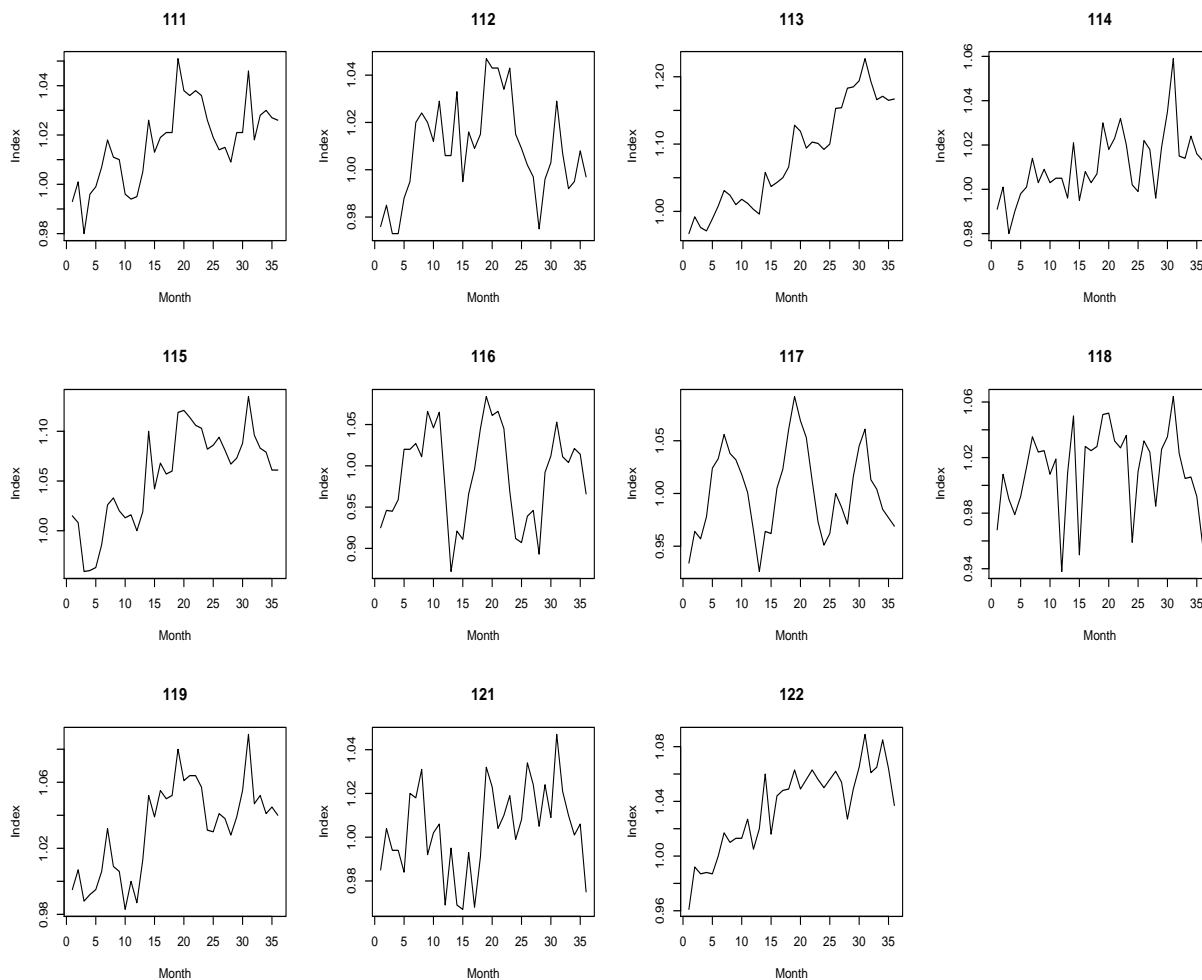 111 112 113 114
Index 0.98 1.00 1.02 1.04
0 5 10 15 20 25 30 35
Month
Index 0.98 1.00 1.02 1.04
0 5 10 15 20 25 30 35
Month
Index 1.00 1.10 1.20
0 5 10 15 20 25 30 35
Month
Index 0.98 1.00 1.02 1.04 1.06
0 5 10 15 20 25 30 35
Month
115 116 117 118
Index 1.00 1.05 1.10
0 5 10 15 20 25 30 35
Month
Index 0.90 0.95 1.00 1.05
0 5 10 15 20 25 30 35
Month
Index 0.95 1.00 1.05
0 5 10 15 20 25 30 35
Month
Index 0.94 0.98 1.02 1.06
0 5 10 15 20 25 30 35
Month
119 121 122
Index 0.98 1.02 1.06
0 5 10 15 20 25 30 35
Month
Index 0.98 1.00 1.02 1.04
0 5 10 15 20 25 30 35
Month
Index 0.96 1.00 1.04 1.08
0 5 10 15 20 25 30 35
Month